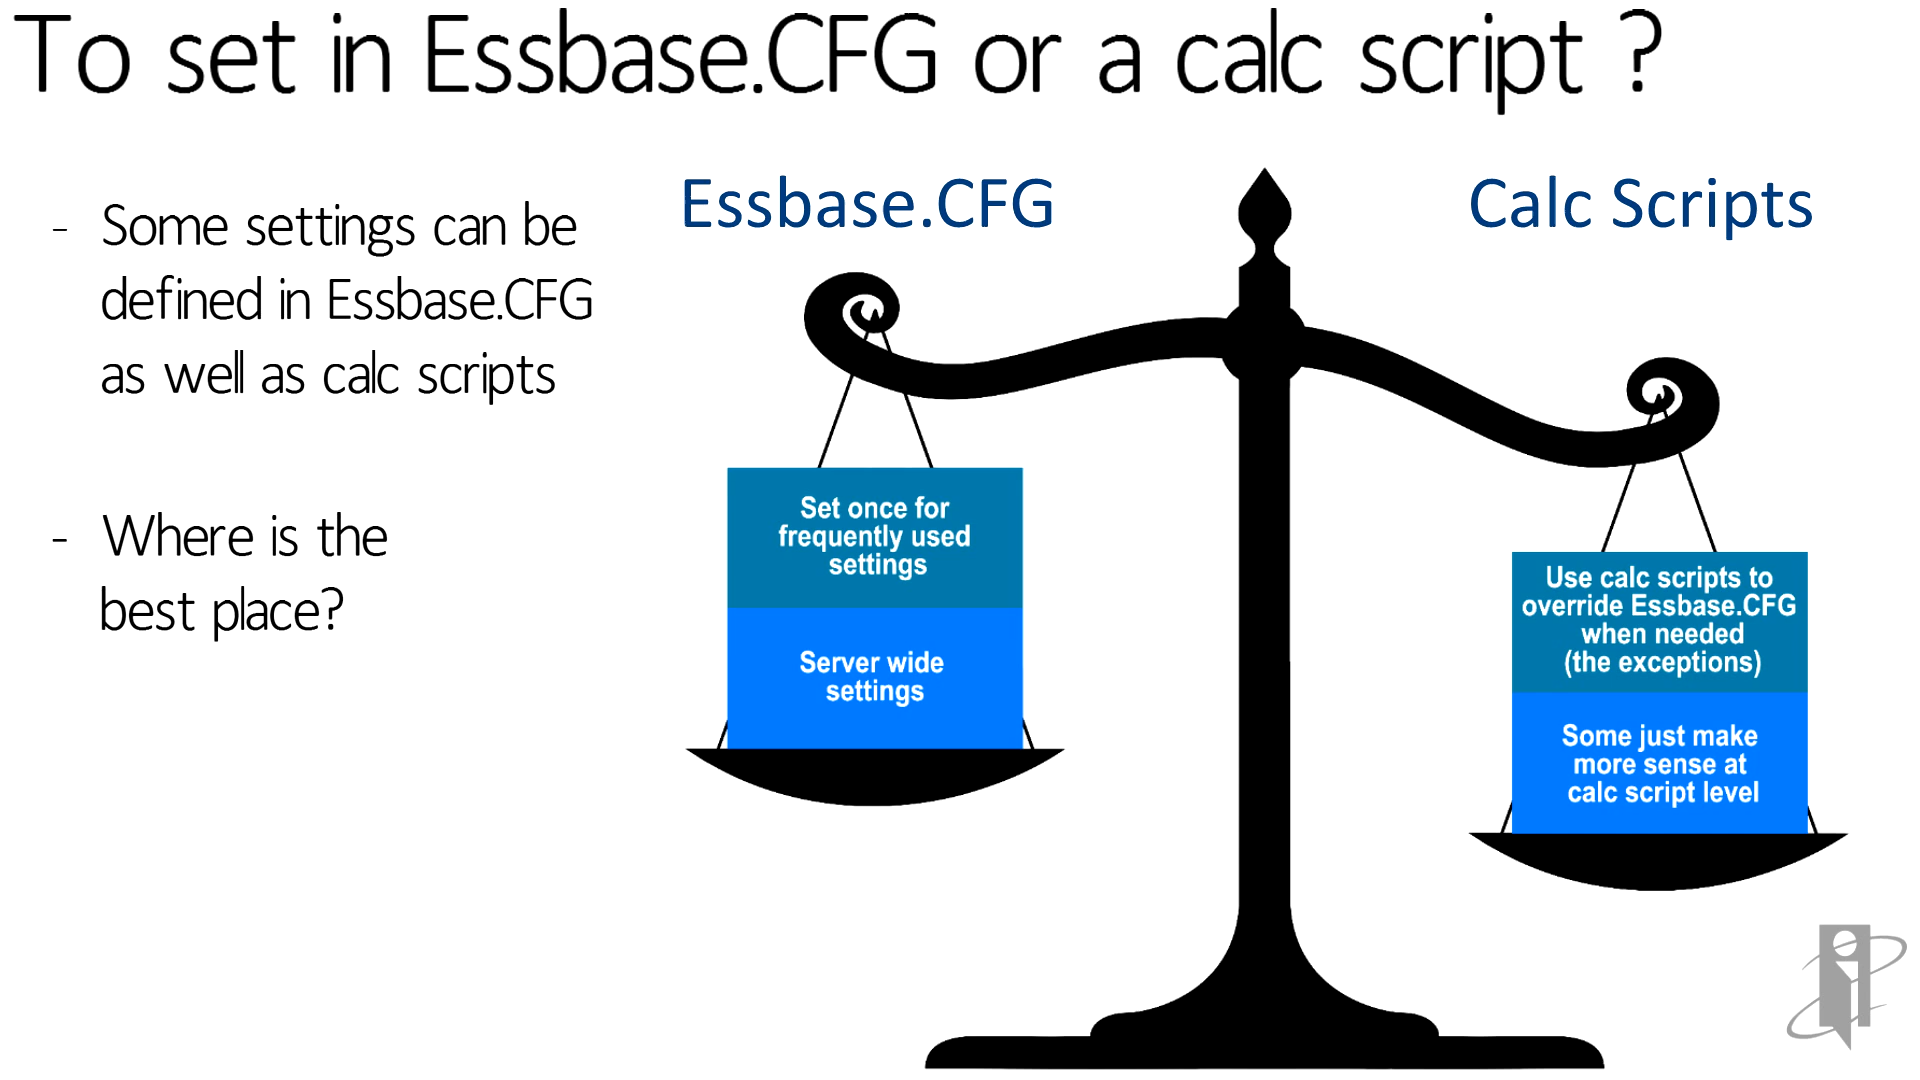 To set in Essbase.CFG or a calc script ?
- Some settings can be
defined in Essbase.CFG
as well as calc scripts
- Where is the
best place?
Essbase.CFG
Set once for
frequently used
settings
Server wide
settings
Calc Scripts
Use calc scripts to
override Essbase.CFG
when needed
(the exceptions)
Some just make
more sense at
calc script level